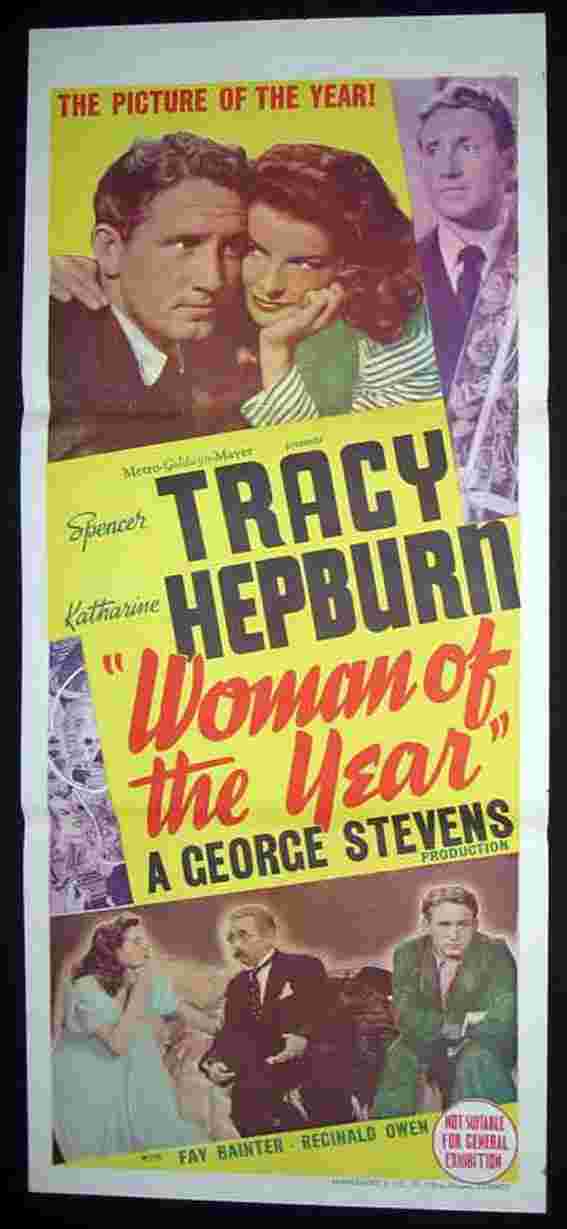 THE PICTURE OF THE YEAR!
Metro-Goldwyn-Mayer presents
Spencer TRACY
Katharine HEPBURN
"Woman of
the Year"
A GEORGE STEVENS
PRODUCTION
WITH FAY BAINTER - REGINALD OWEN
NOT SUITABLE
FOR GENERAL
EXHIBITION